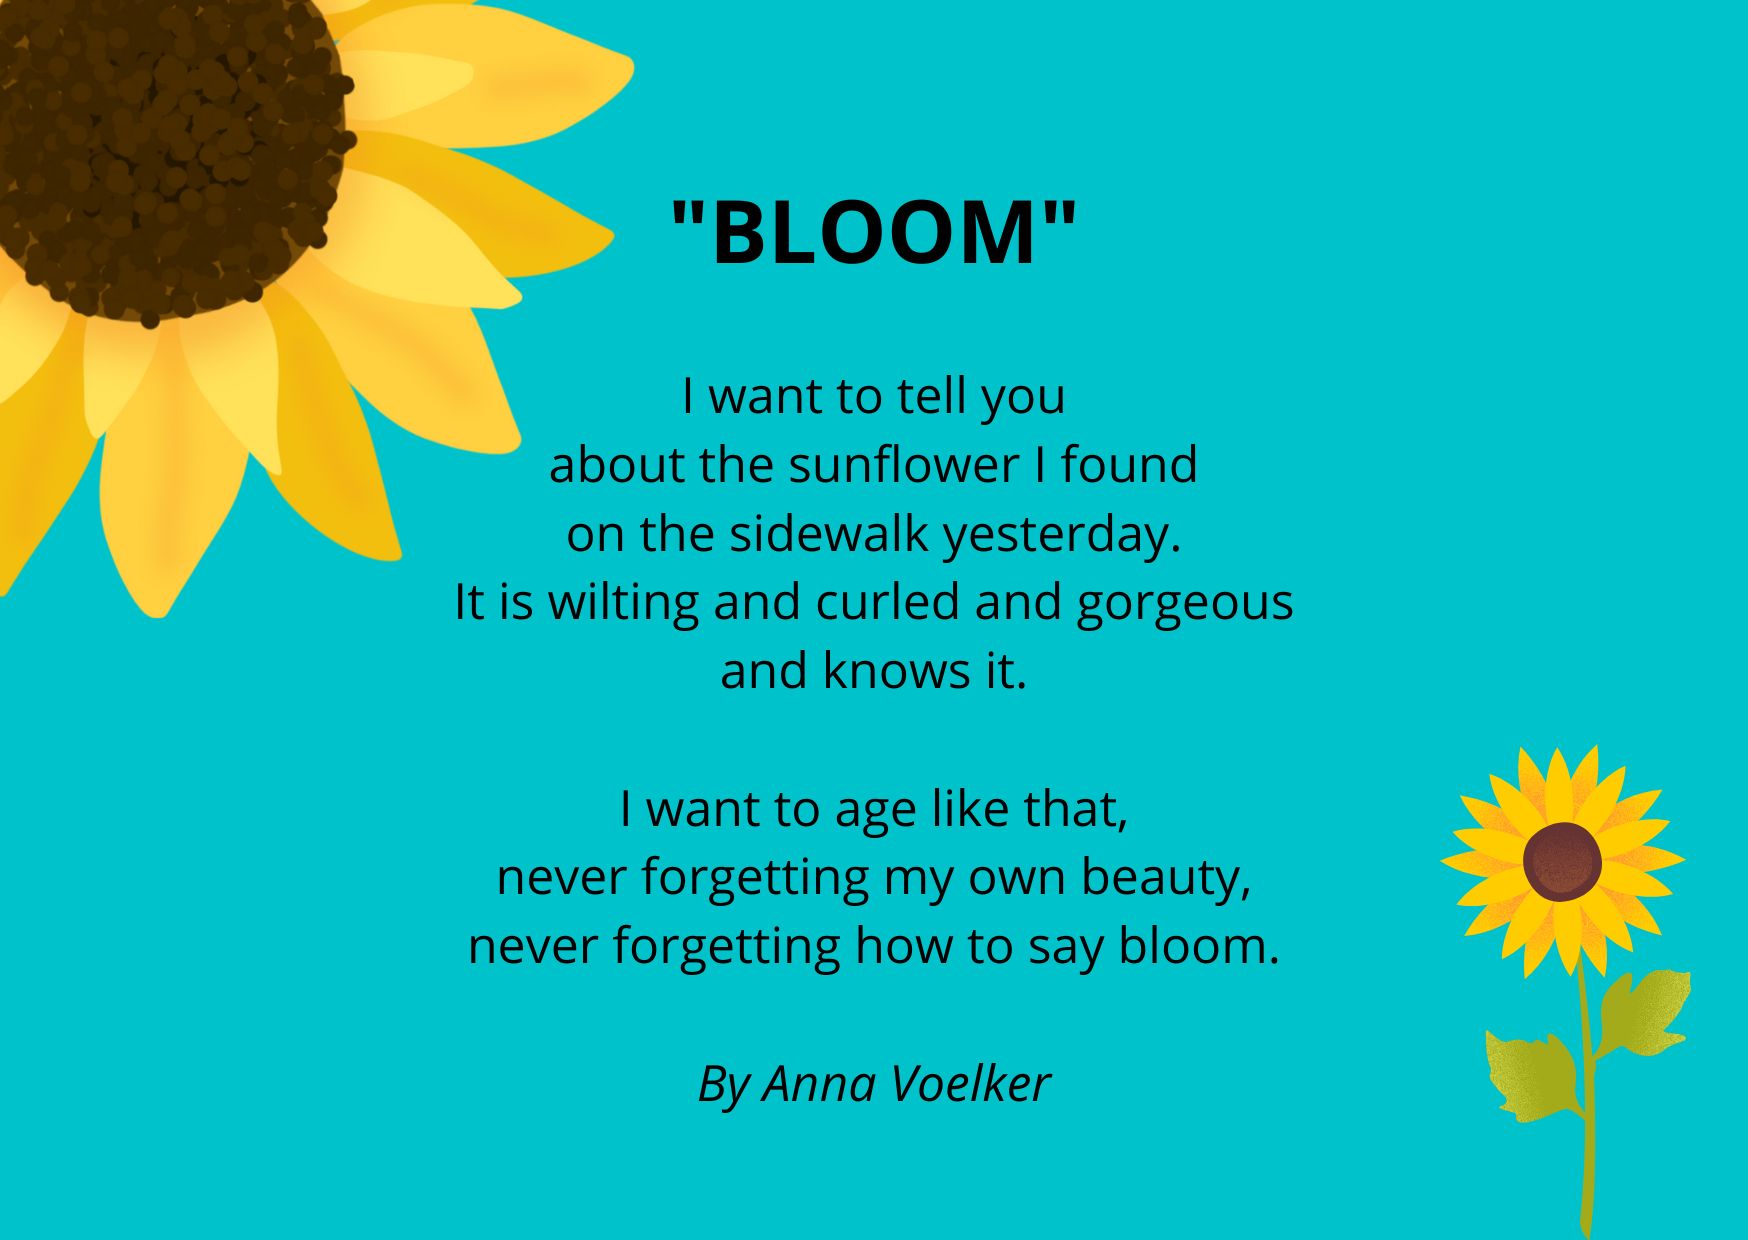 "BLOOM"
I want to tell you
about the sunflower I found
on the sidewalk yesterday.
It is wilting and curled and gorgeous
and knows it.
I want to age like that,
never forgetting my own beauty,
never forgetting how to say bloom.
By Anna Voelker